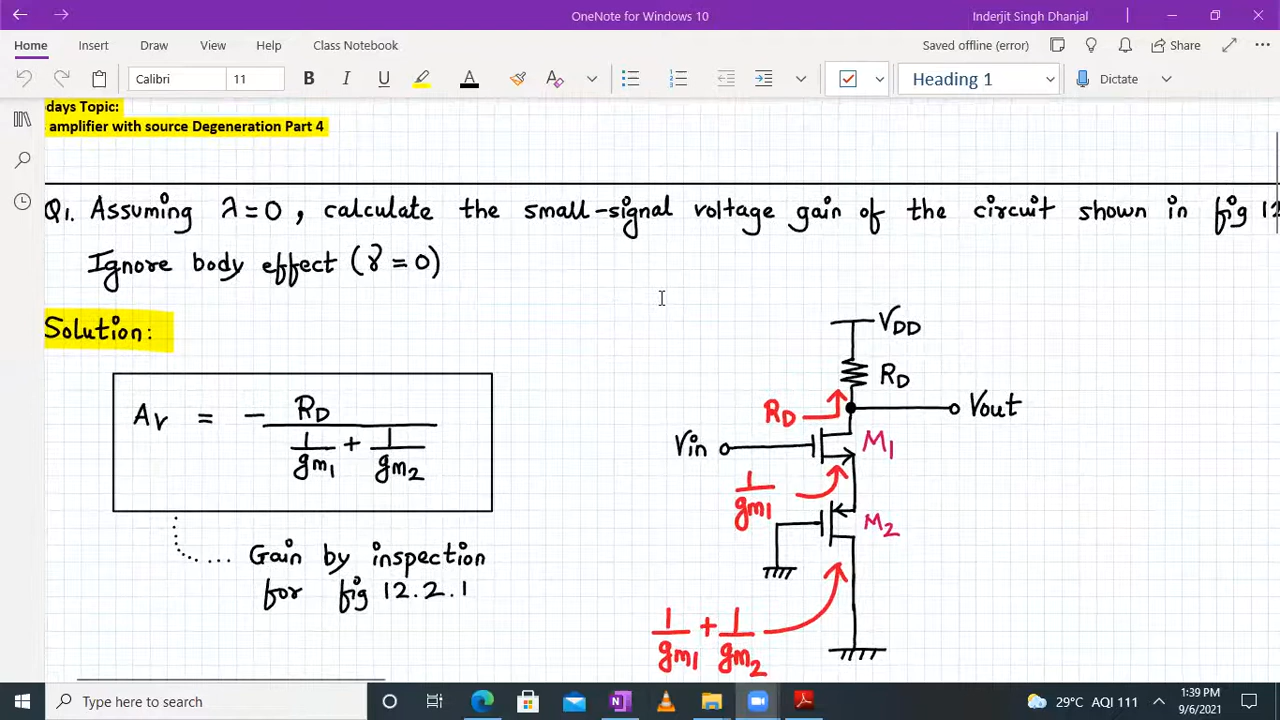 OneNote for Windows 10
Inderjit Singh Dhanjal
Home Insert Draw View Help Class Notebook
Saved offline (error) Share
Calibri 11 B I U A Heading 1 Dictate
days Topic:
amplifier with source Degeneration Part 4
Q1. Assuming λ=0, calculate the small-signal voltage gain of the circuit shown in fig 12
Ignore body effect (γ = 0)
Solution:
VDD
RD
RD
Vout
Av = - RD / (1/gm1 + 1/gm2)
Vin
M1
1/gm1
M2
Gain by inspection
for fig 12.2.1
1/gm1 + 1/gm2
Type here to search
29°C AQI 111
1:39 PM
9/6/2021